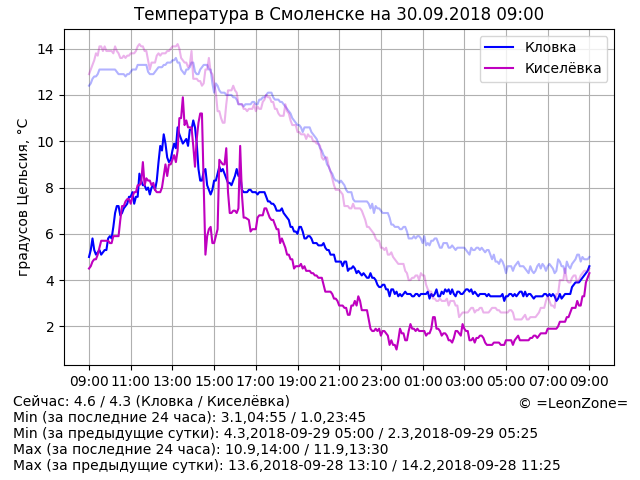 Температура в Смоленске на 30.09.2018 09:00
градусов Цельсия, °C
14
12
10
8
6
4
2
Кловка
Киселёвка
09:00 11:00 13:00 15:00 17:00 19:00 21:00 23:00 01:00 03:00 05:00 07:00 09:00
Сейчас: 4.6 / 4.3 (Кловка / Киселёвка)
© =LeonZone=
Min (за последние 24 часа): 3.1,04:55 / 1.0,23:45
Min (за предыдущие сутки): 4.3,2018-09-29 05:00 / 2.3,2018-09-29 05:25
Max (за последние 24 часа): 10.9,14:00 / 11.9,13:30
Max (за предыдущие сутки): 13.6,2018-09-28 13:10 / 14.2,2018-09-28 11:25